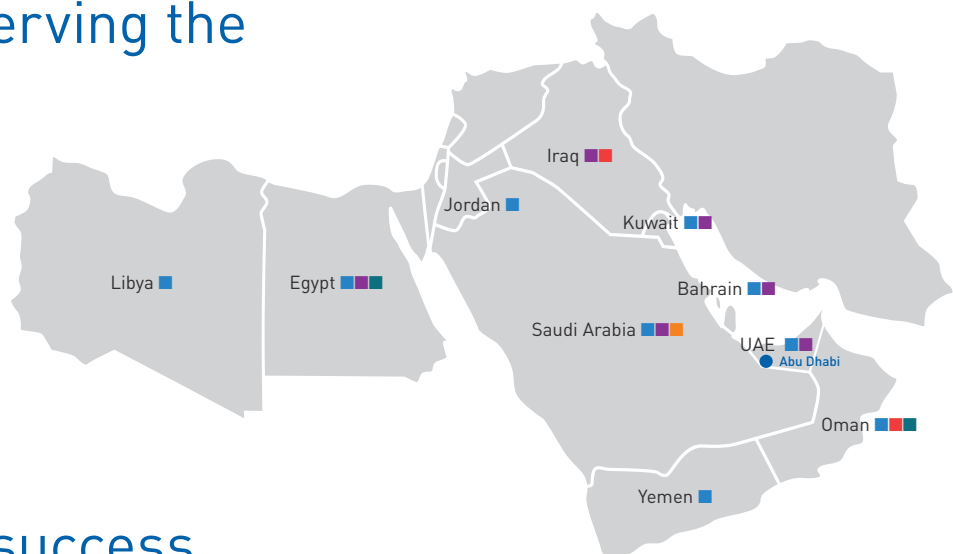 erving the
Iraq
Jordan
Kuwait
Libya
Egypt
Bahrain
Saudi Arabia
UAE
Abu Dhabi
Oman
Yemen
success